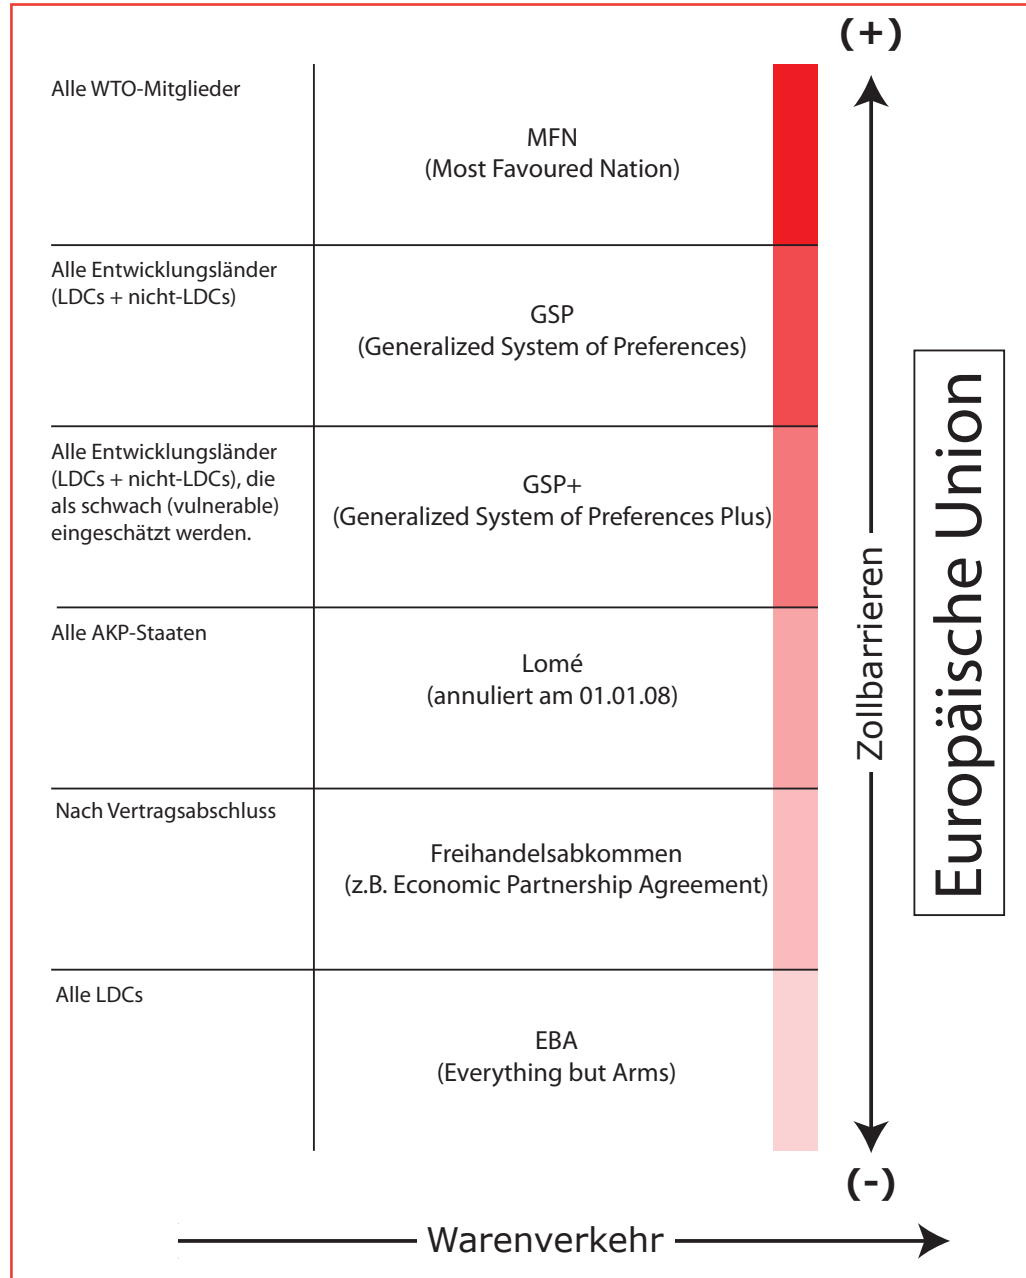 (+)
Alle WTO-Mitglieder
MFN
(Most Favoured Nation)
Alle Entwicklungsländer
(LDCs + nicht-LDCs)
GSP
(Generalized System of Preferences)
Alle Entwicklungsländer
(LDCs + nicht-LDCs), die
als schwach (vulnerable)
eingeschätzt werden.
GSP+
(Generalized System of Preferences Plus)
Alle AKP-Staaten
Lomé
(annuliert am 01.01.08)
Nach Vertragsabschluss
Freihandelsabkommen
(z.B. Economic Partnership Agreement)
Alle LDCs
EBA
(Everything but Arms)
Zollbarrieren
Europäische Union
(-)
Warenverkehr